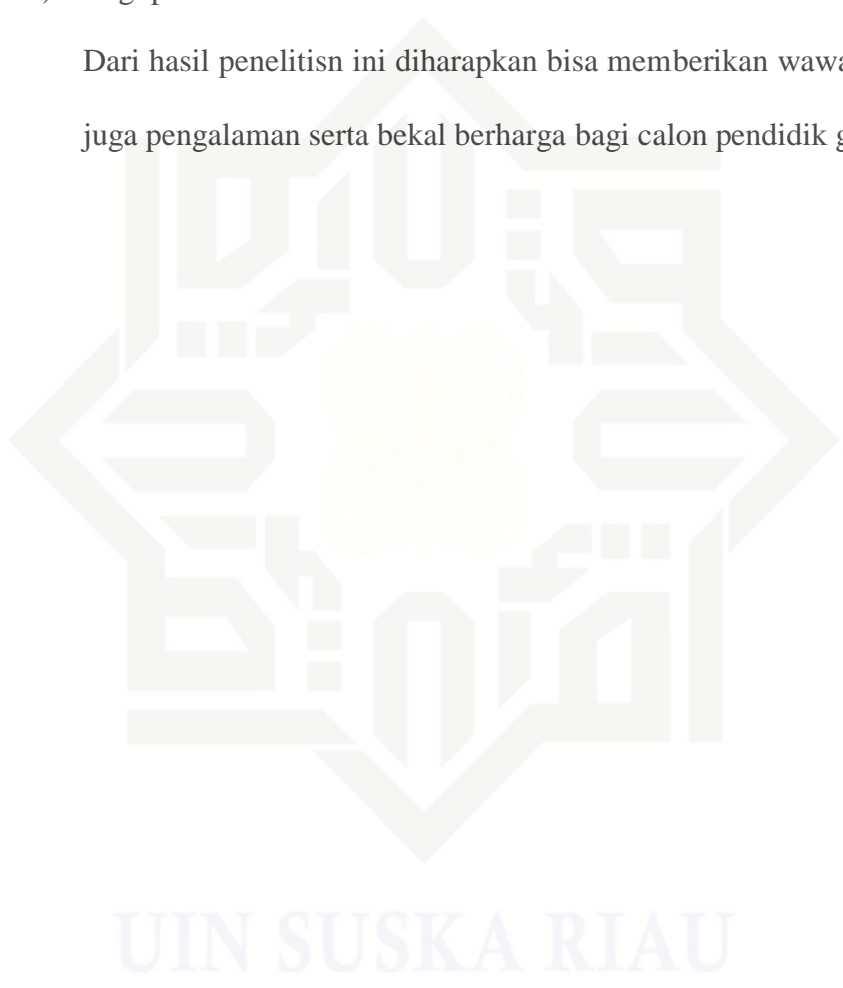 Dari hasil penelitisn ini diharapkan bisa memberikan
juga pengalaman serta bekal berharga bagi calon pendidik
UIN SUSKA RIAU